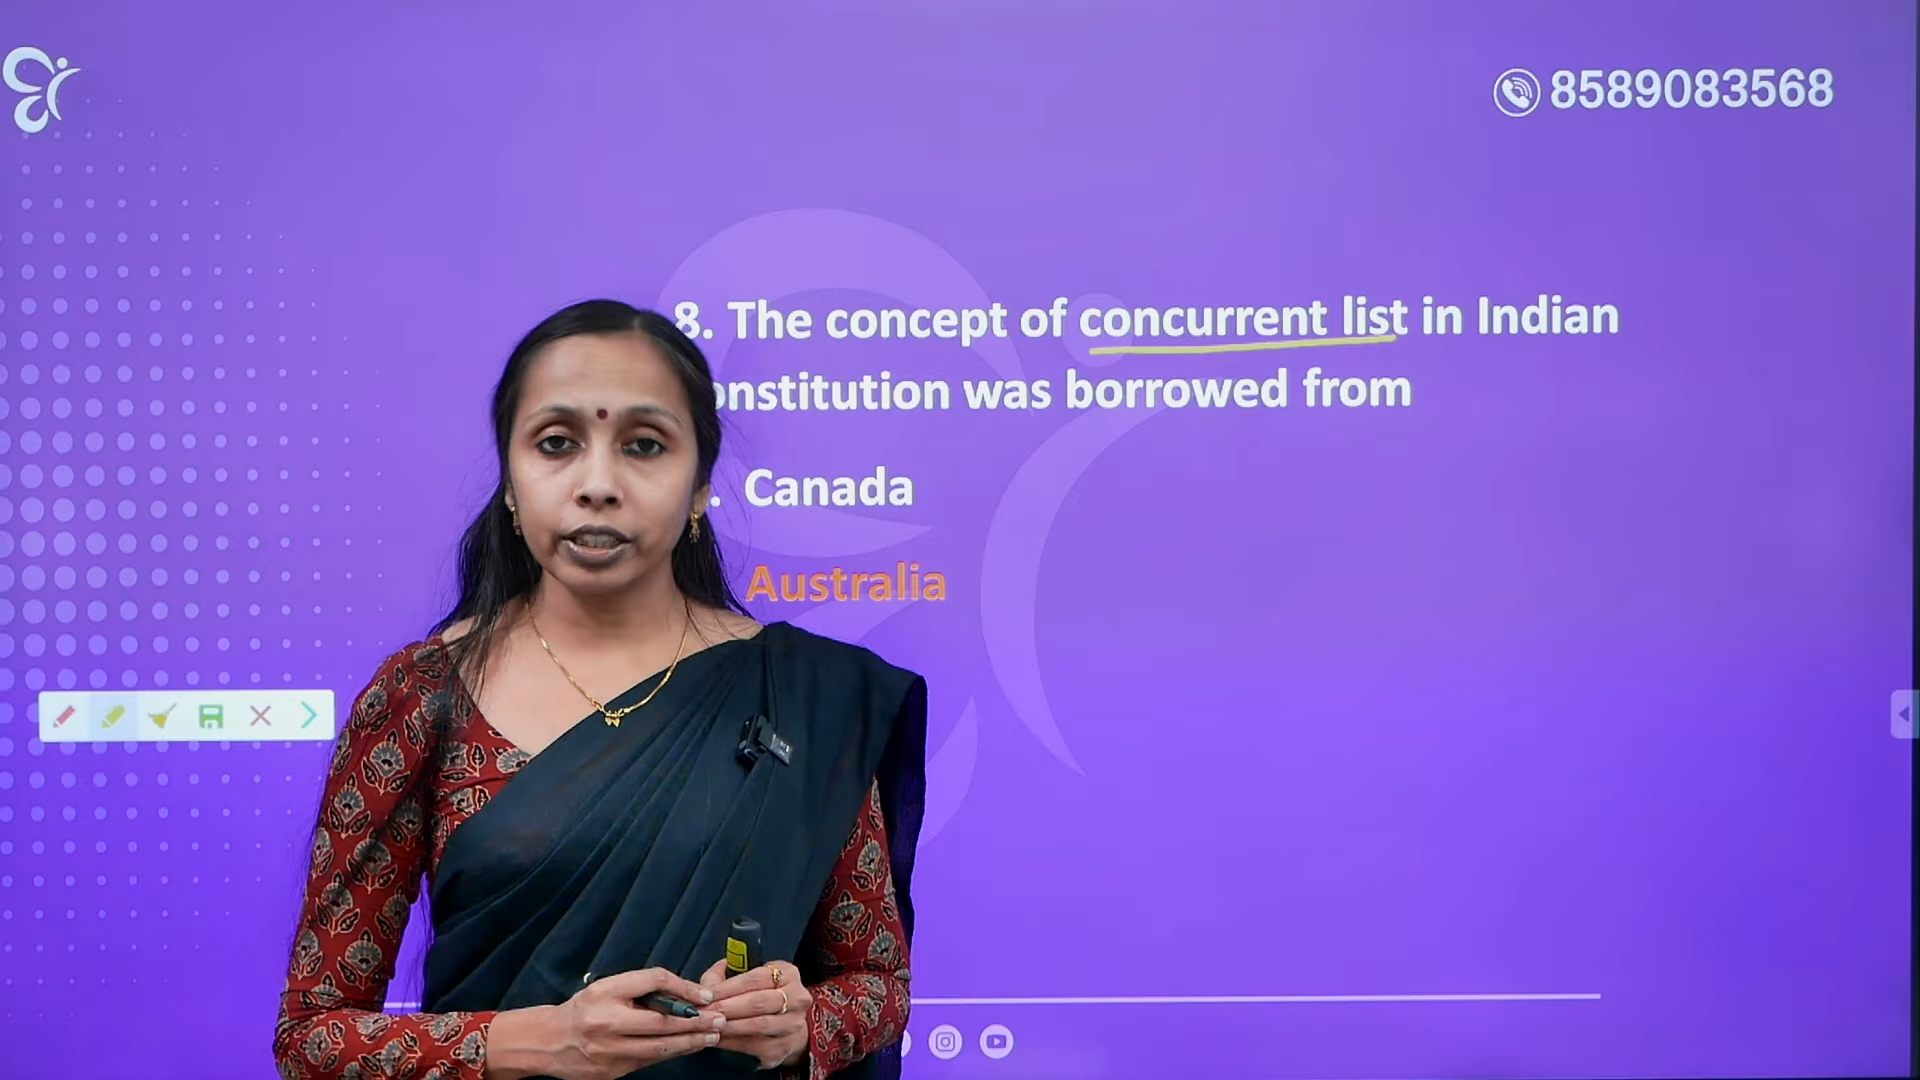 8589083568
8. The concept of concurrent list in Indian
onstitution was borrowed from
. Canada
Australia